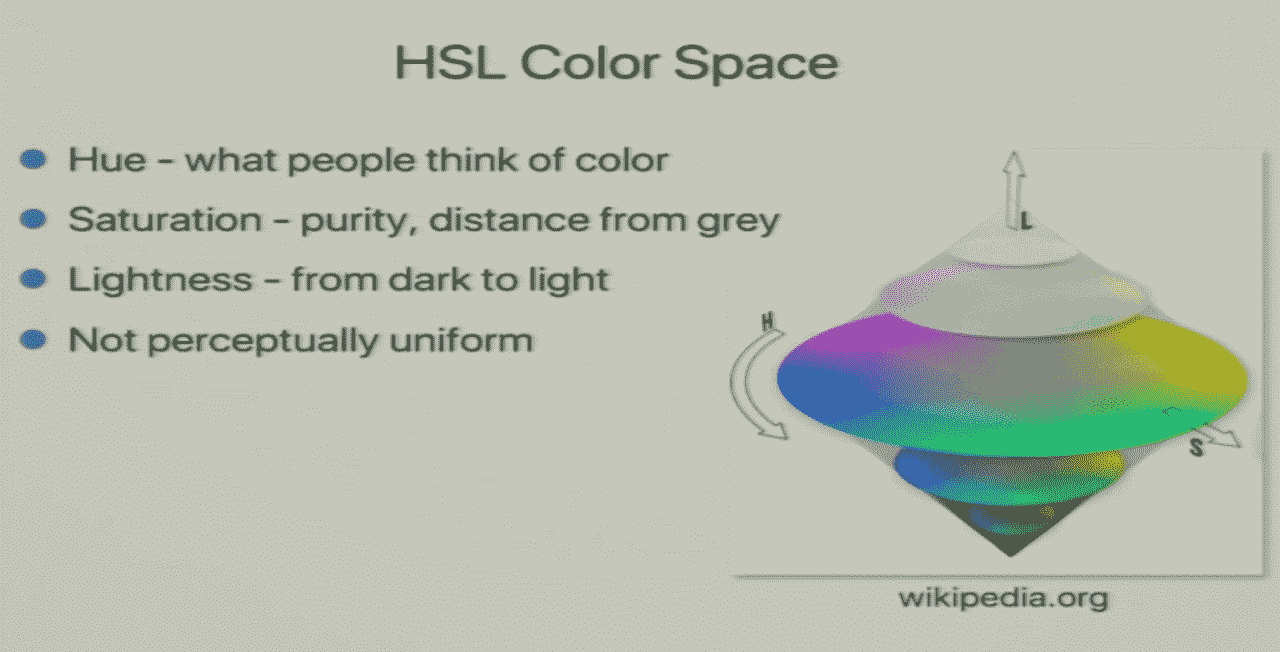 HSL Color Space
Hue – what people think of color
Saturation – purity, distance from grey
Lightness – from dark to light
Not perceptually uniform
L
H
S
wikipedia.org